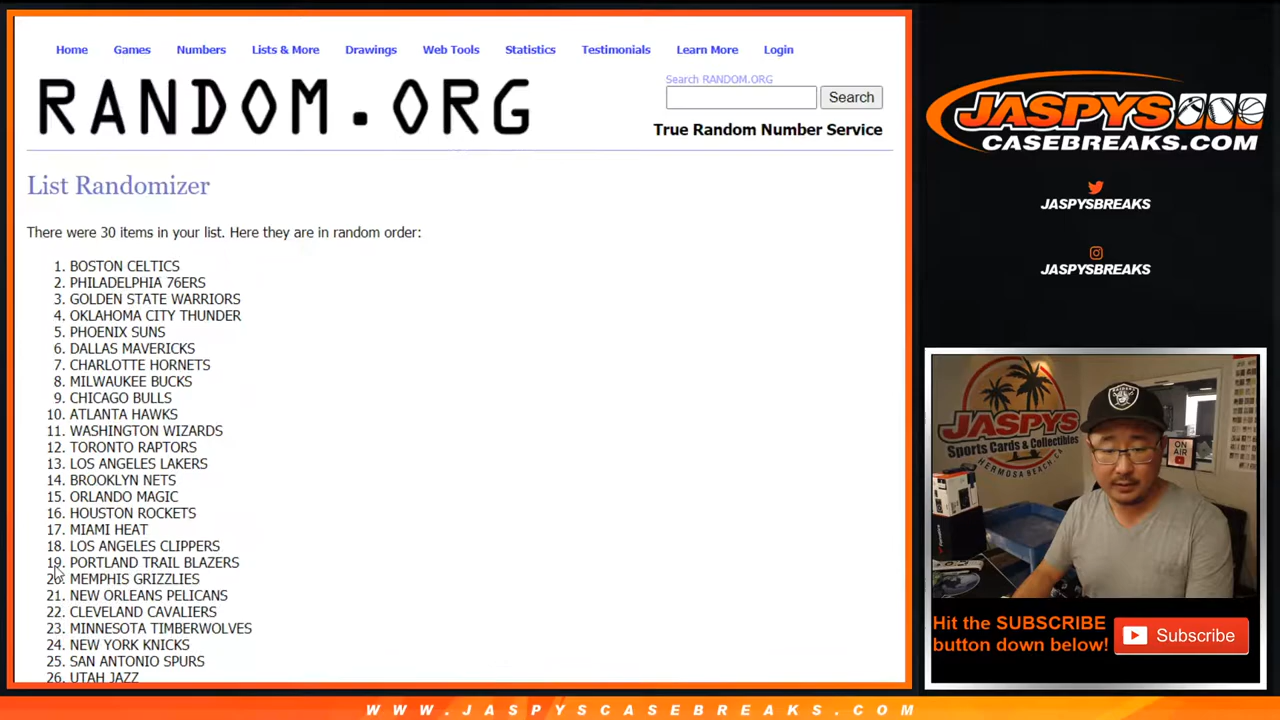 Home Games Numbers Lists & More Drawings Web Tools Statistics Testimonials Learn More Login
RANDOM.ORG
Search RANDOM.ORG
Search
True Random Number Service
List Randomizer
There were 30 items in your list. Here they are in random order:
1. BOSTON CELTICS
2. PHILADELPHIA 76ERS
3. GOLDEN STATE WARRIORS
4. OKLAHOMA CITY THUNDER
5. PHOENIX SUNS
6. DALLAS MAVERICKS
7. CHARLOTTE HORNETS
8. MILWAUKEE BUCKS
9. CHICAGO BULLS
10. ATLANTA HAWKS
11. WASHINGTON WIZARDS
12. TORONTO RAPTORS
13. LOS ANGELES LAKERS
14. BROOKLYN NETS
15. ORLANDO MAGIC
16. HOUSTON ROCKETS
17. MIAMI HEAT
18. LOS ANGELES CLIPPERS
19. PORTLAND TRAIL BLAZERS
20. MEMPHIS GRIZZLIES
21. NEW ORLEANS PELICANS
22. CLEVELAND CAVALIERS
23. MINNESOTA TIMBERWOLVES
24. NEW YORK KNICKS
25. SAN ANTONIO SPURS
26. UTAH JAZZ
JASPYS
CASEBREAKS.COM
JASPYSBREAKS
JASPYSBREAKS
JASPYS
Sports Cards & Collectibles
HERMOSA BEACH
RAIDERS
ON
AIR
Hit the SUBSCRIBE
button down below!
Subscribe
WWW.JASPYSCASEBREAKS.COM